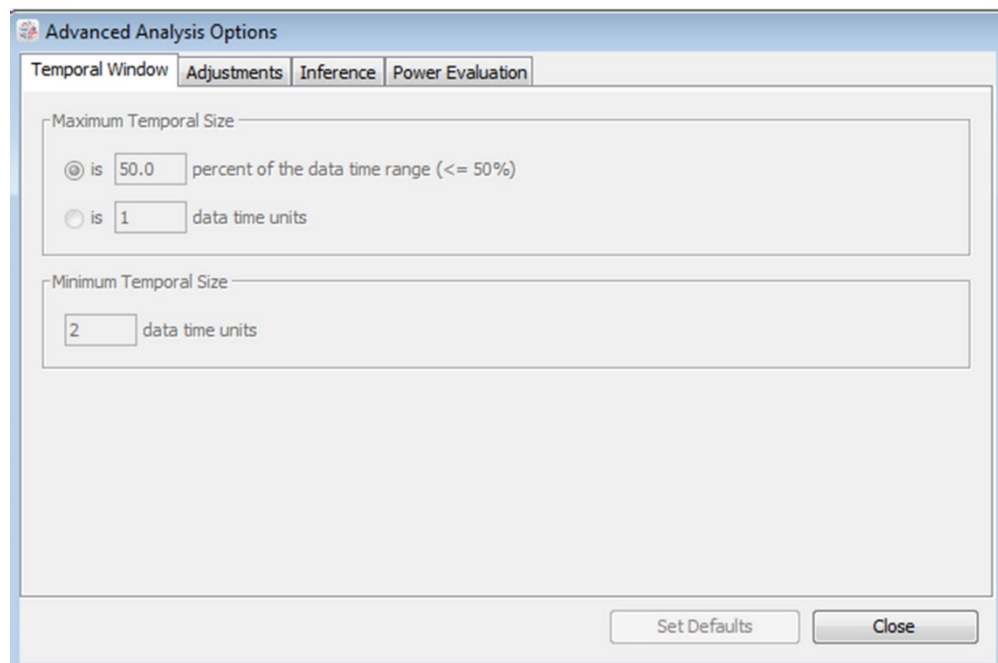 Advanced Analysis Options
Temporal Window Adjustments Inference Power Evaluation
Maximum Temporal Size
is 50.0 percent of the data time range (<= 50%)
is 1 data time units
Minimum Temporal Size
2 data time units
Set Defaults Close